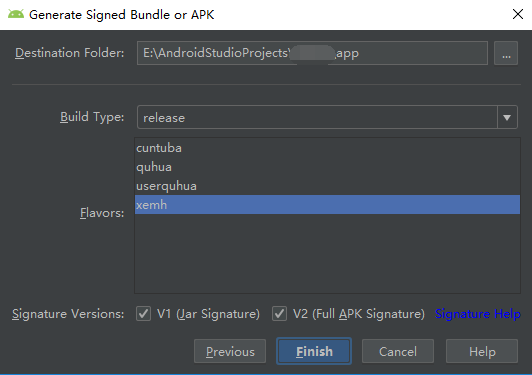 Generate Signed Bundle or APK
Destination Folder: E:\AndroidStudioProjects\ app ...
Build Type: release
Flavors:
cuntuba
quhua
userquhua
xemh
Signature Versions: V1 (Jar Signature) V2 (Full APK Signature) Signature Help
Previous Finish Cancel Help